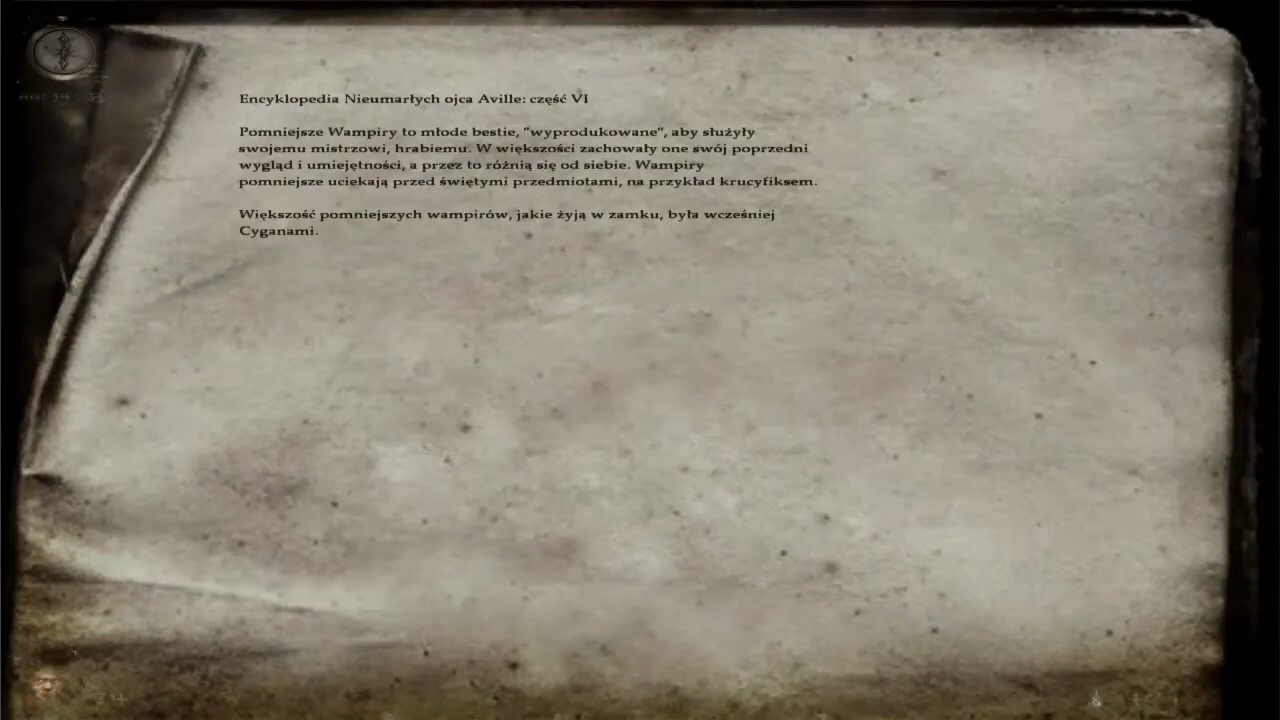 Encyklopedia Nieumarłych ojca Aville: część VI
Pomniejsze Wampiry to młode bestie, "wyprodukowane", aby służyły
swojemu mistrzowi, hrabiemu. W większości zachowały one swój poprzedni
wygląd i umiejętności, a przez to różnią się od siebie. Wampiry
pomniejsze uciekają przed świętymi przedmiotami, na przykład krucyfiksem.
Większość pomniejszych wampirów, jakie żyją w zamku, była wcześniej
Cyganami.